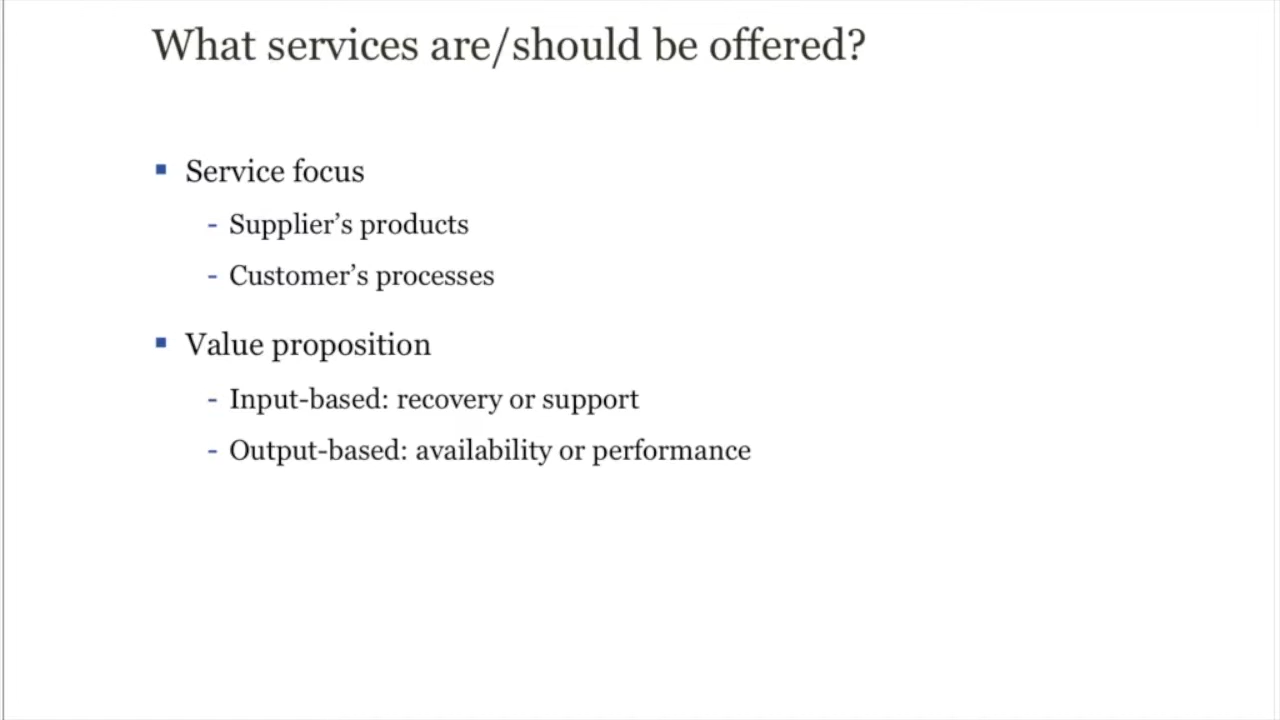 What services are/should be offered?
▪ Service focus
- Supplier’s products
- Customer’s processes
▪ Value proposition
- Input-based: recovery or support
- Output-based: availability or performance